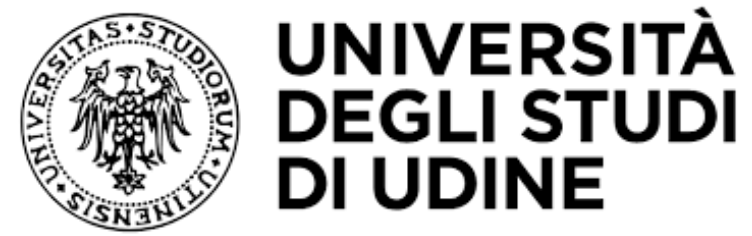 UNIVERSITAS · STUDIORUM · UTINENSIS ·
UNIVERSITÀ
DEGLI STUDI
DI UDINE